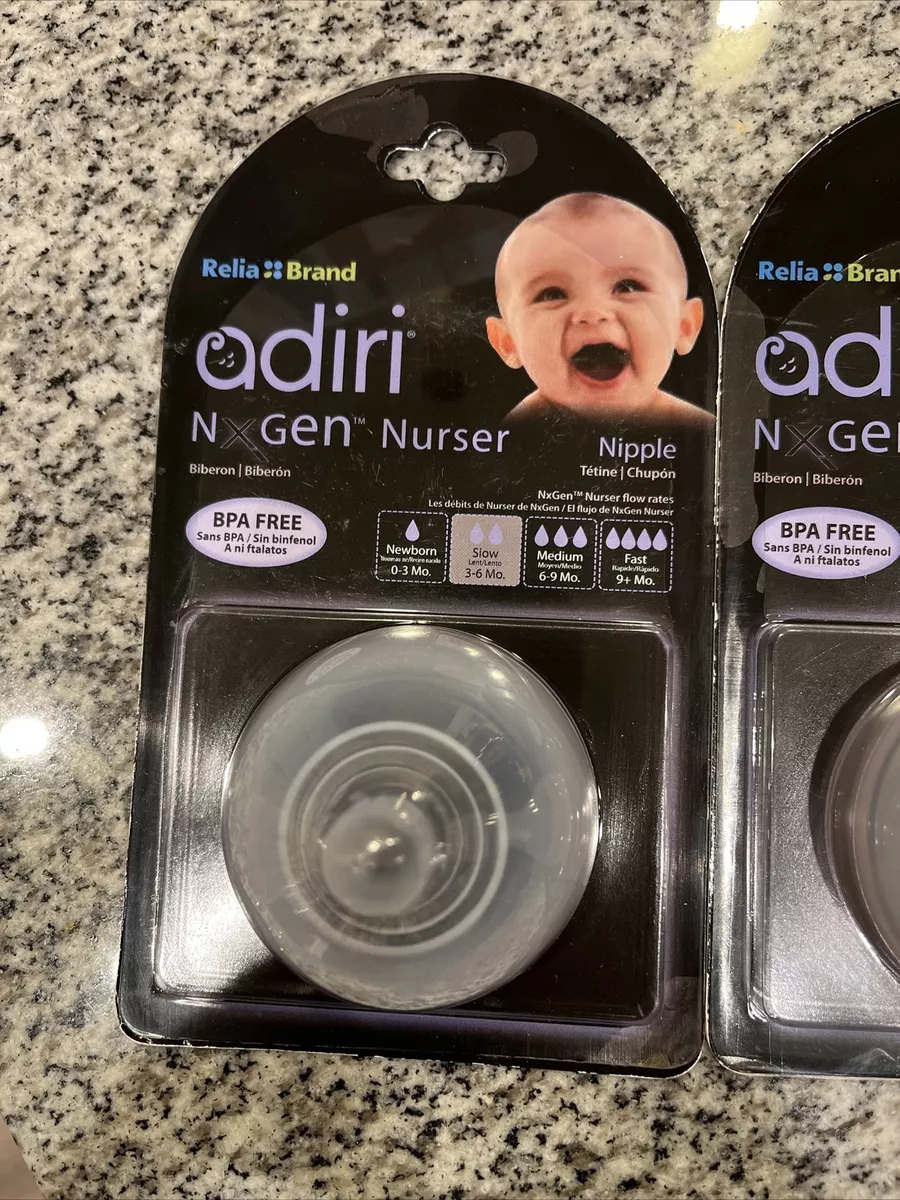 Relia Brand
adiri®
NxGen™ Nurser
Nipple
Biberon | Biberón
Tétine | Chupón
NxGen™ Nurser flow rates
Les débits de Nurser de NxGen / El flujo de NxGen Nurser
BPA FREE
Sans BPA / Sin binfenol
A ni ftalatos
Newborn
0-3 Mo.
Slow
Lent/Lento
3-6 Mo.
Medium
Moyen/Medio
6-9 Mo.
Fast
Rapide/Rápido
9+ Mo.
Relia Bran
ad
NxGe
Biberon | Biberón
BPA FREE
Sans BPA / Sin binfenol
A ni ftalatos